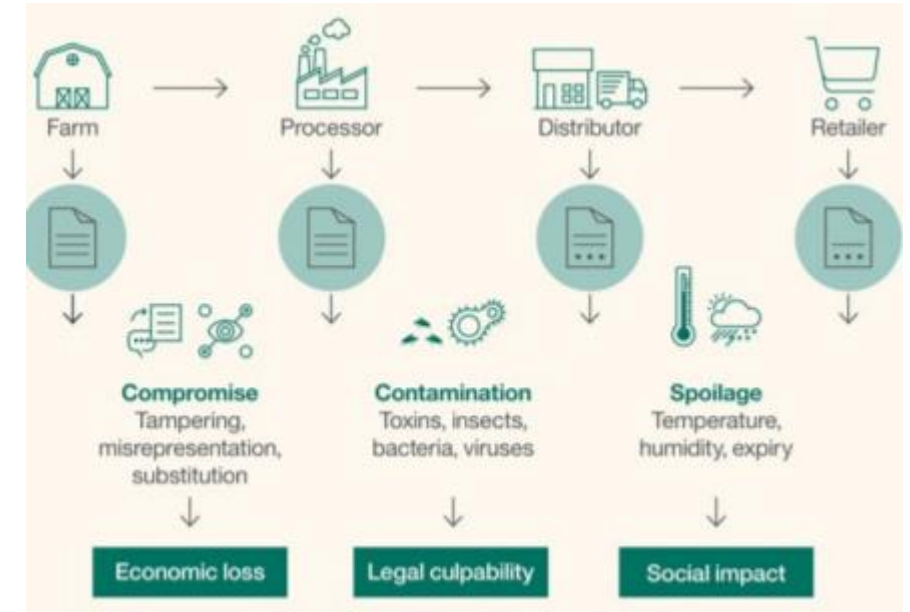 Farm
Processor
Distributor
Retailer
Compromise
Tampering,
misrepresentation,
substitution
Contamination
Toxins, insects,
bacteria, viruses
Spoilage
Temperature,
humidity, expiry
Economic loss
Legal culpability
Social impact